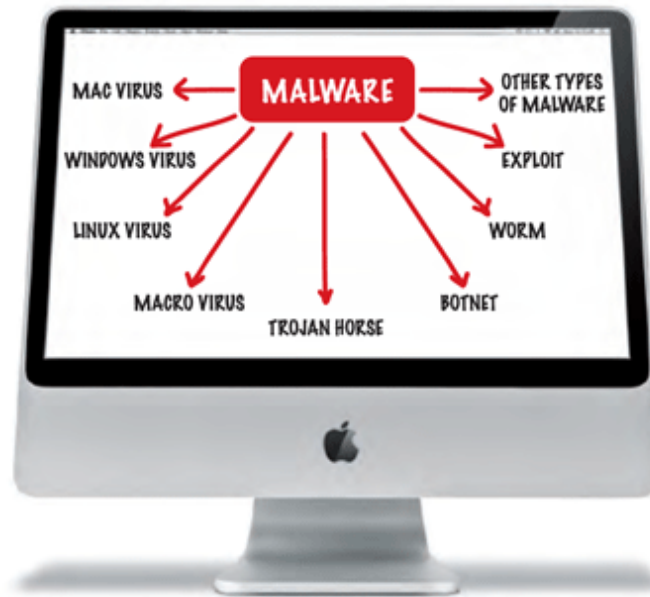 MALWARE
MAC VIRUS
WINDOWS VIRUS
LINUX VIRUS
MACRO VIRUS
TROJAN HORSE
BOTNET
WORM
EXPLOIT
OTHER TYPES
OF MALWARE